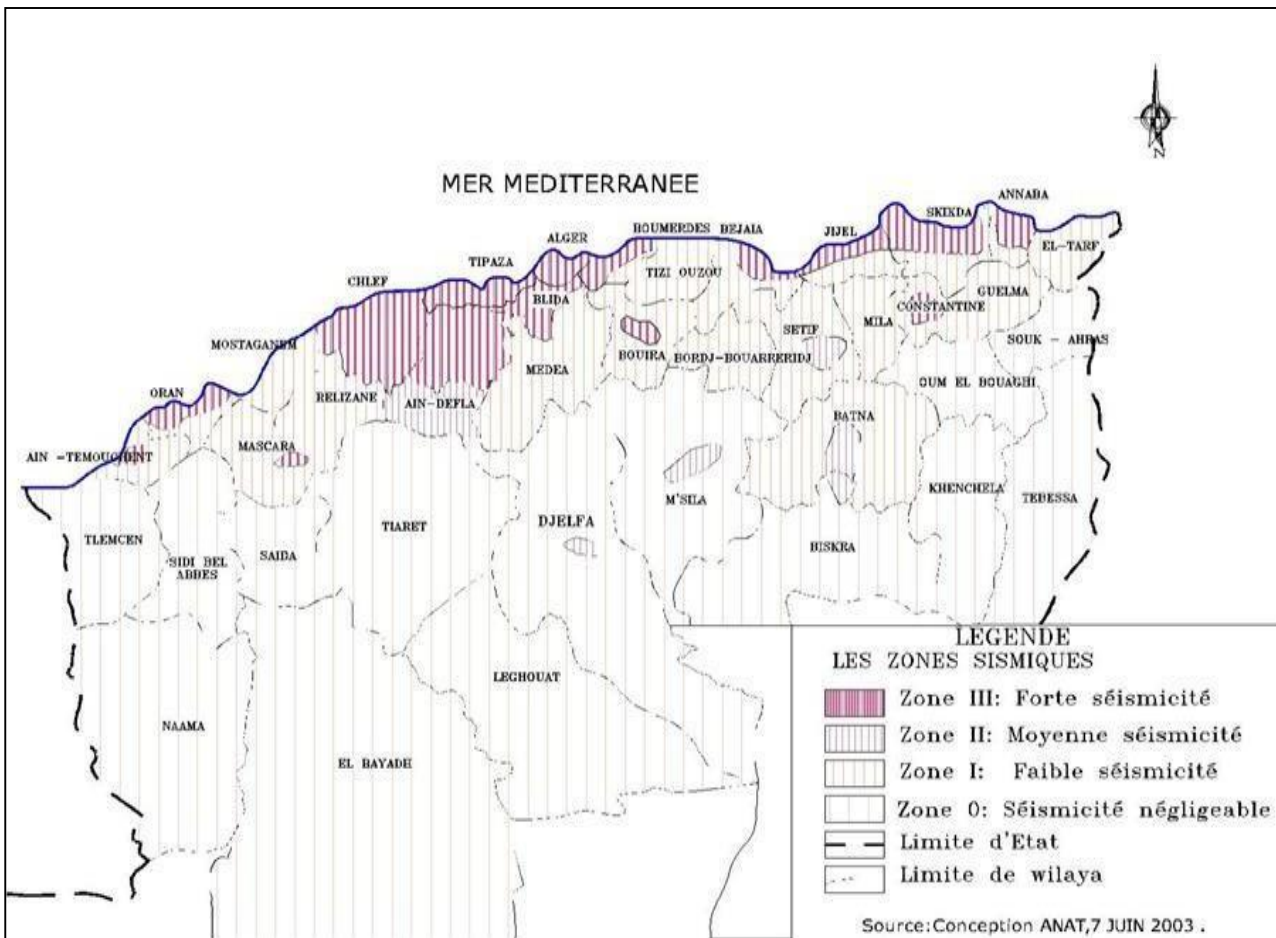 N
MER MEDITERRANEE
ANNABA
SKIXDA
JIJEL
BOUMERDES
BEJAIA
ALGER
EL-TARF
TIPAZA
TIZI OUZOU
CHLEF
BLIDA
GUELMA
CONSTANTINE
MILA
SETIF
SOUK - AHRAS
MOSTAGANEM
BOUIRA
BORDJ-BOUARRERIDJ
MEDEA
OUM EL BOUAGHI
ORAN
RELIZANE
AIN-DEFLA
BATNA
MASCARA
AIN -TEMOUCHENT
KHENCHELA
TEBESSA
M'SILA
DJELFA
TIARET
TLEMCEN
SAIDA
BISKRA
SIDI BEL
ABBES
LEGHOUAT
NAAMA
EL BAYADH
LEGENDE
LES ZONES SISMIQUES
Zone III: Forte séismicité
Zone II: Moyenne séismicité
Zone I: Faible séismicité
Zone 0: Séismicité négligeable
Limite d'Etat
Limite de wilaya
Source:Conception ANAT,7 JUIN 2003 .